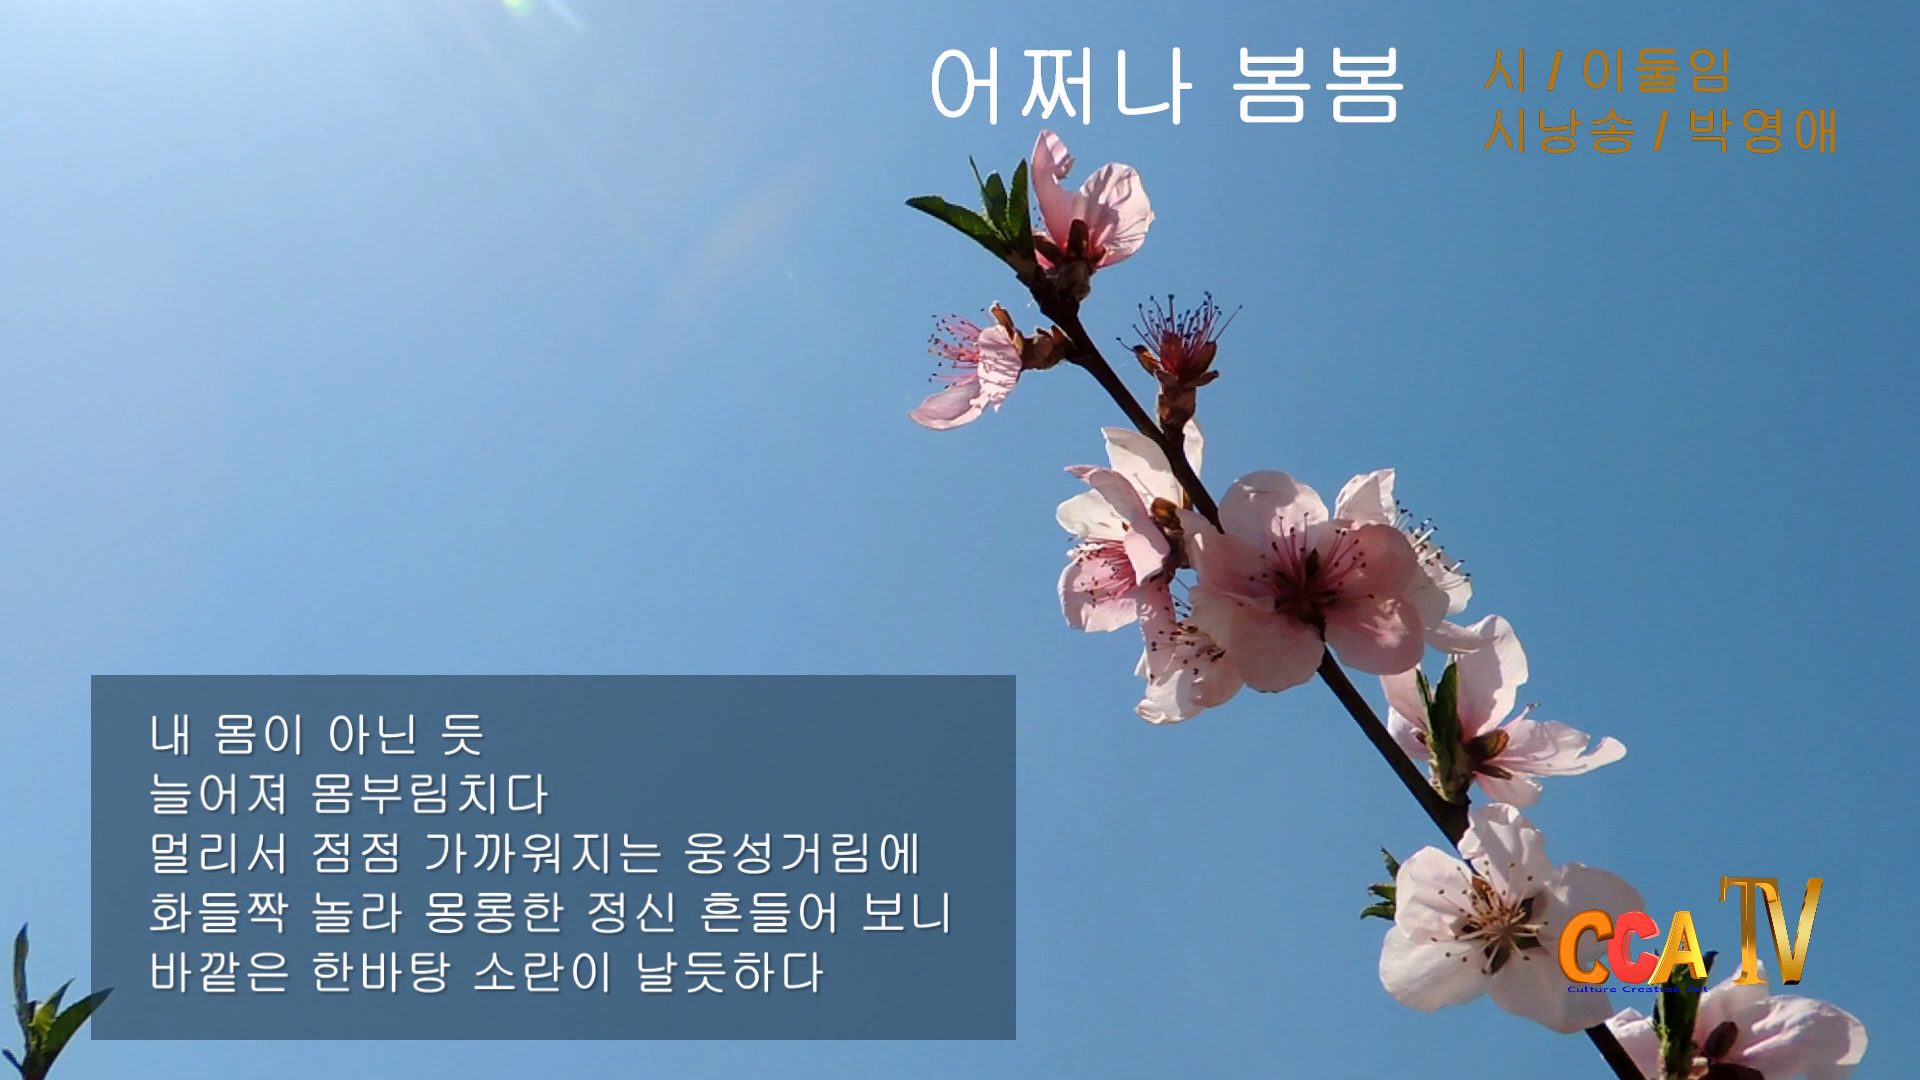 어쩌나 봄봄
시 / 이둘임
시낭송 / 박영애
내 몸이 아닌 듯
늘어져 몸부림치다
멀리서 점점 가까워지는 웅성거림에
화들짝 놀라 몽롱한 정신 흔들어 보니
바깥은 한바탕 소란이 날듯하다
CCA TV
Culture Creation Art